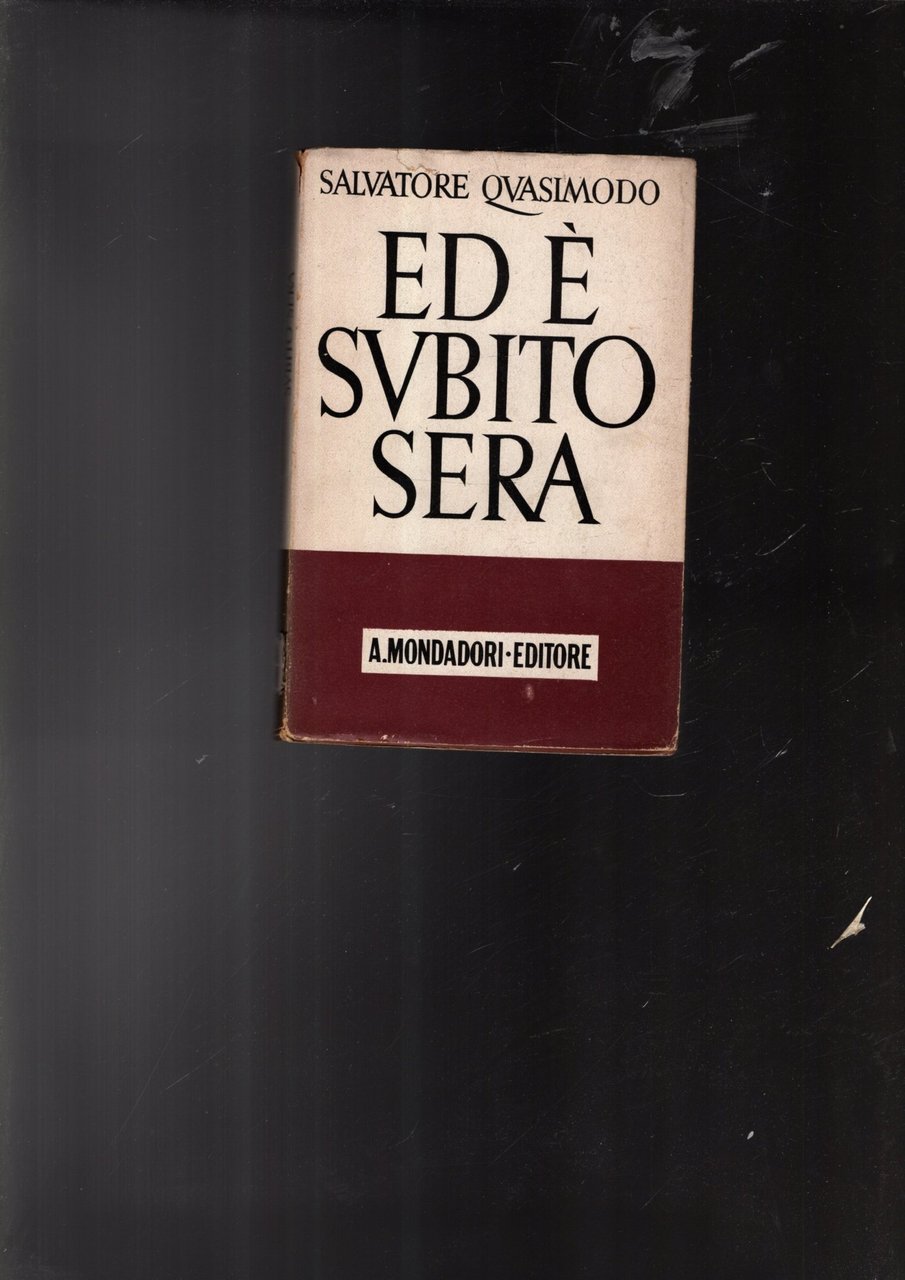 SALVATORE QVASIMODO
ED È
SVBITO
SERA
A.MONDADORI·EDITORE